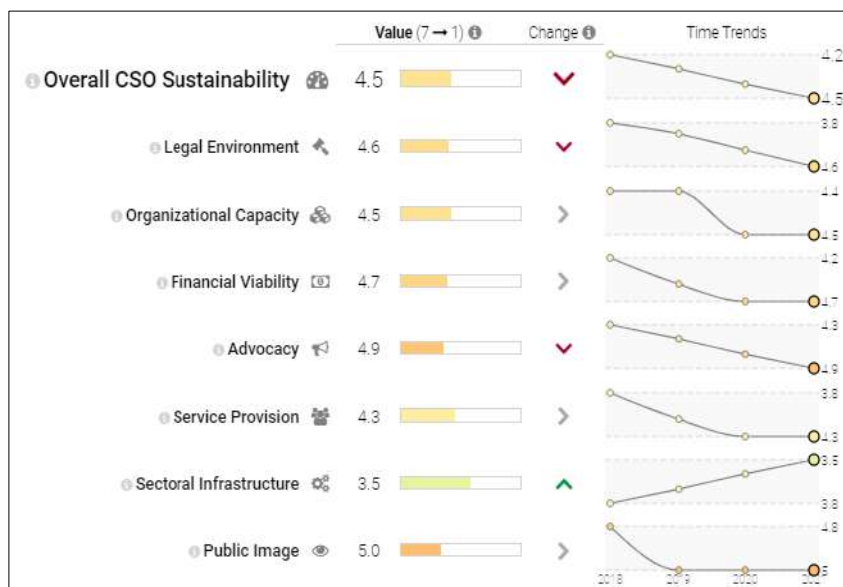 Value (7 → 1) Change Time Trends
Overall CSO Sustainability 4.5 4.2 4.5
Legal Environment 4.6 3.8 4.6
Organizational Capacity 4.5 4.4 4.5
Financial Viability 4.7 4.2 4.7
Advocacy 4.9 4.3 4.9
Service Provision 4.3 3.8 4.3
Sectoral Infrastructure 3.5 3.5 3.8
Public Image 5.0 4.8 5
2018 2019 2020